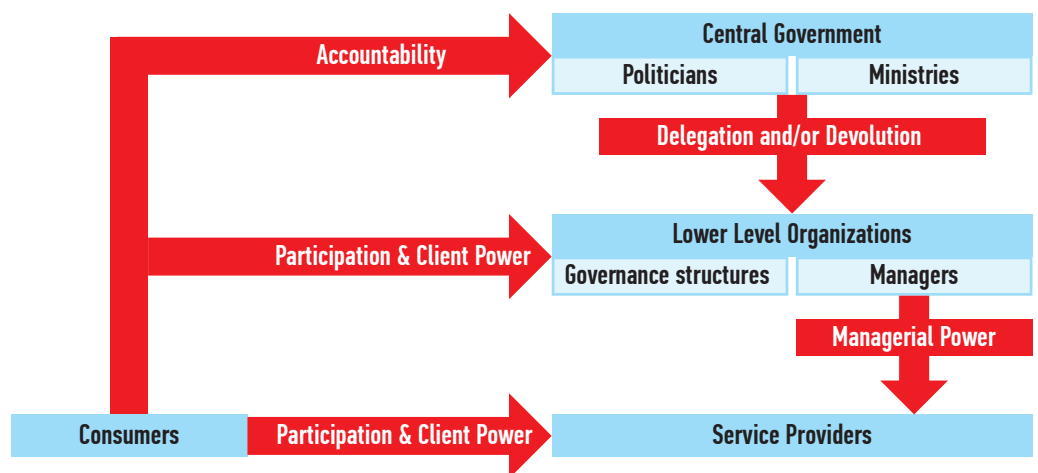 Accountability
Central Government
Politicians
Ministries
Delegation and/or Devolution
Participation & Client Power
Lower Level Organizations
Governance structures
Managers
Managerial Power
Consumers
Participation & Client Power
Service Providers